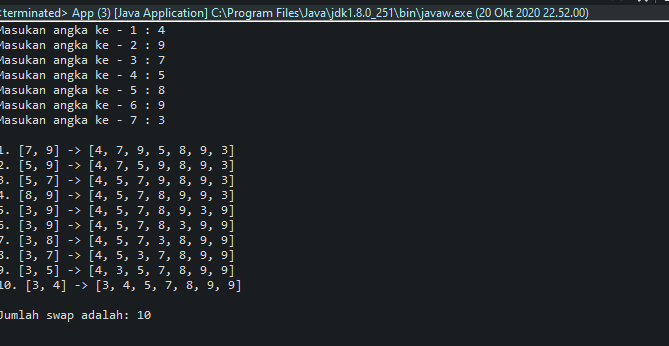 <terminated> App (3) [Java Application] C:\Program Files\Java\jdk1.8.0_251\bin\javaw.exe (20 Okt 2020 22.52.00)
Masukan angka ke - 1 : 4
Masukan angka ke - 2 : 9
Masukan angka ke - 3 : 7
Masukan angka ke - 4 : 5
Masukan angka ke - 5 : 8
Masukan angka ke - 6 : 9
Masukan angka ke - 7 : 3
1. [7, 9] -> [4, 7, 9, 5, 8, 9, 3]
2. [5, 9] -> [4, 7, 5, 9, 8, 9, 3]
3. [5, 7] -> [4, 5, 7, 9, 8, 9, 3]
4. [8, 9] -> [4, 5, 7, 8, 9, 9, 3]
5. [3, 9] -> [4, 5, 7, 8, 9, 3, 9]
6. [3, 9] -> [4, 5, 7, 8, 3, 9, 9]
7. [3, 8] -> [4, 5, 7, 3, 8, 9, 9]
8. [3, 7] -> [4, 5, 3, 7, 8, 9, 9]
9. [3, 5] -> [4, 3, 5, 7, 8, 9, 9]
10. [3, 4] -> [3, 4, 5, 7, 8, 9, 9]
Jumlah swap adalah: 10